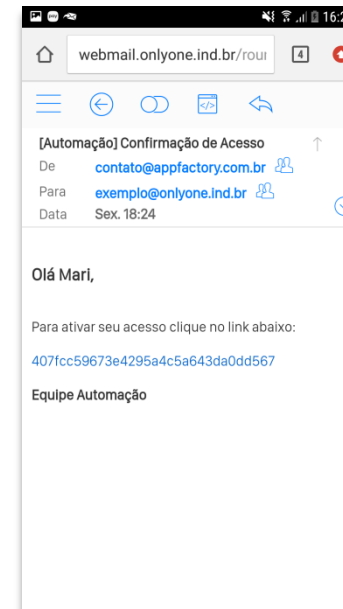 16:2
webmail.onlyone.ind.br/roun
4
</>
[Automação] Confirmação de Acesso
De contato@appfactory.com.br
Para exemplo@onlyone.ind.br
Data Sex. 18:24
Olá Mari,
Para ativar seu acesso clique no link abaixo:
407fcc59673e4295a4c5a643da0dd567
Equipe Automação